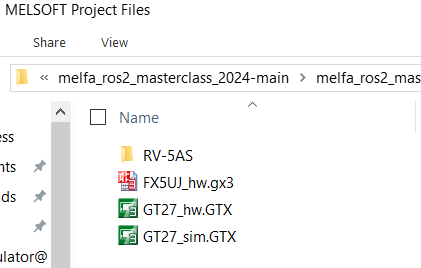 MELSOFT Project Files
Share View
« melfa_ros2_masterclass_2024-main > melfa_ros2_mas
Name
ess
RV-5AS
nts
FX5UJ_hw.gx3
ds
GT27_hw.GTX
GT27_sim.GTX
ulator@